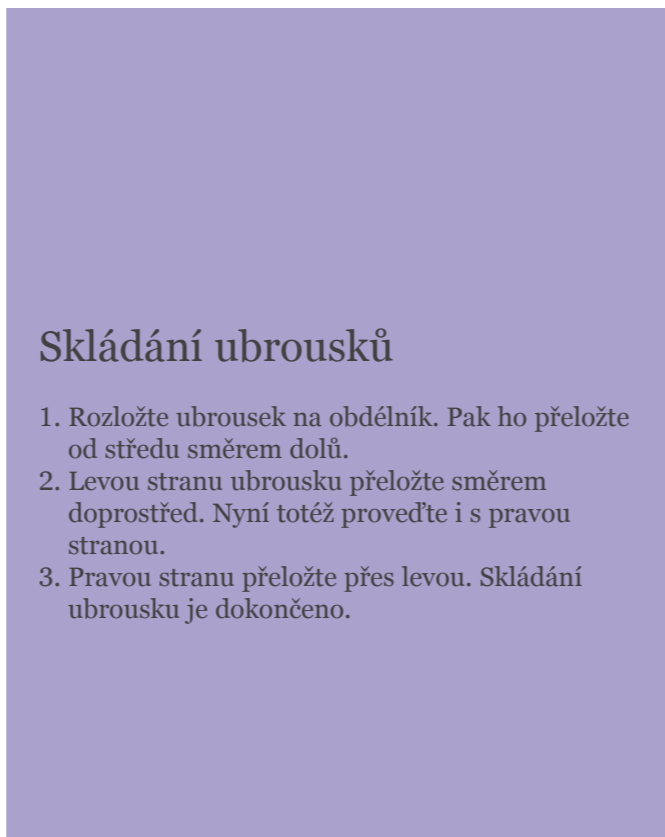 Skládání ubrousků
1. Rozložte ubrousek na obdélník. Pak ho přeložte
od středu směrem dolů.
2. Levou stranu ubrousku přeložte směrem
doprostřed. Nyní totéž proveďte i s pravou
stranou.
3. Pravou stranu přeložte přes levou. Skládání
ubrousku je dokončeno.